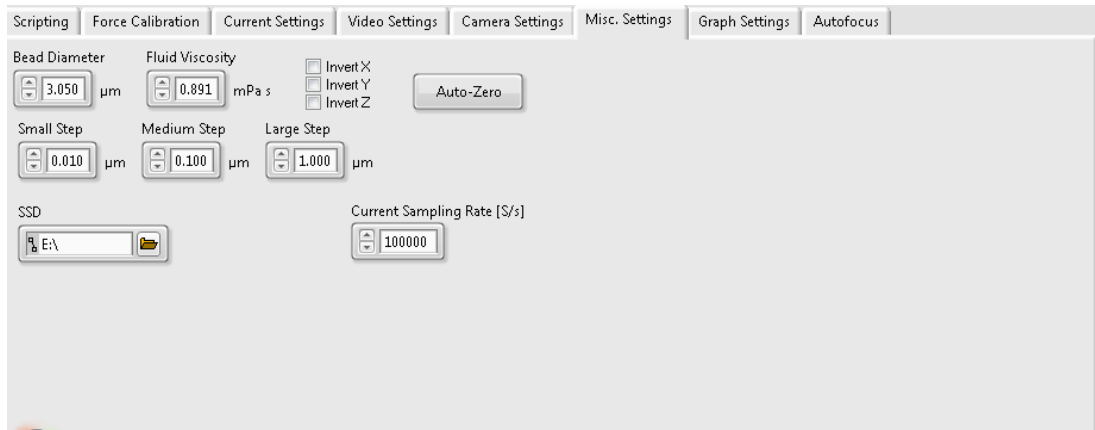 Scripting Force Calibration Current Settings Video Settings Camera Settings Misc. Settings Graph Settings Autofocus
Bead Diameter Fluid Viscosity
Invert X
3.050 µm 0.891 mPa s Invert Y Auto-Zero
Invert Z
Small Step Medium Step Large Step
0.010 µm 0.100 µm 1.000 µm
SSD Current Sampling Rate [S/s]
E:\ 100000